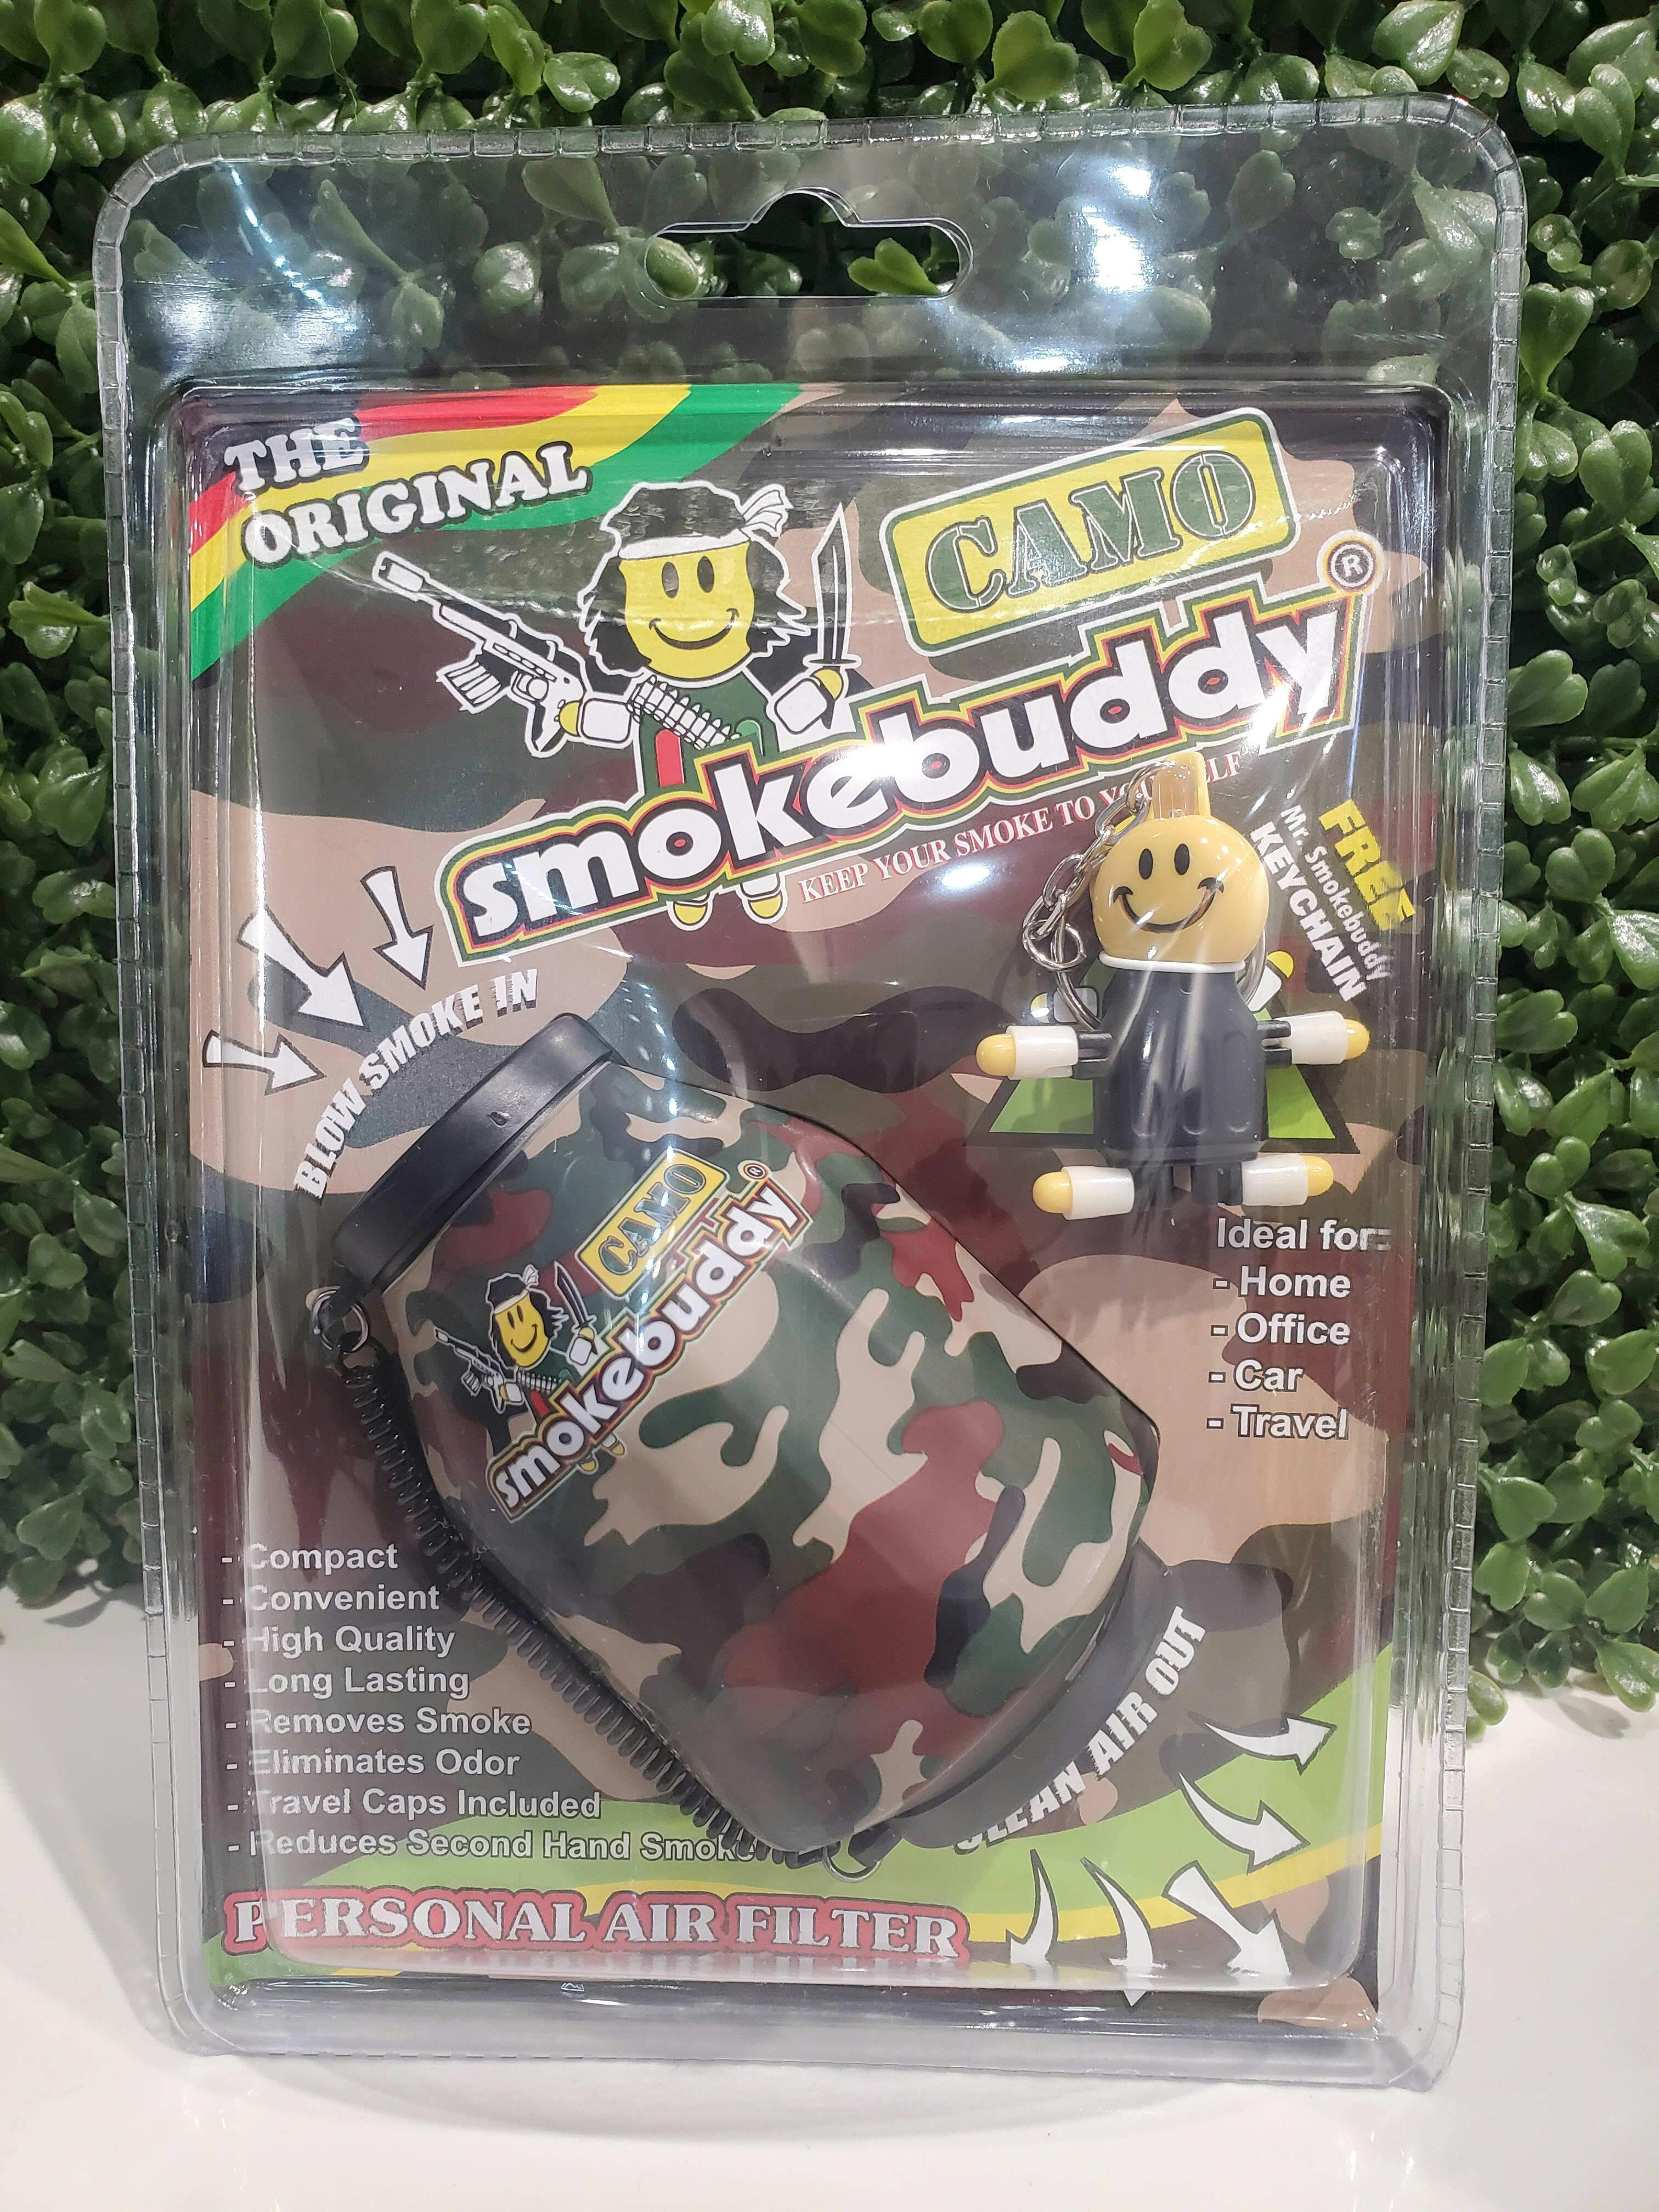 THE
ORIGINAL
CAMO
smokebuddy®
KEEP YOUR SMOKE TO
FREE
Mr. Smokebuddy
KEYCHAIN
BLOW SMOKE IN
CAMO
smokebuddy®
Ideal for:
- Home
- Office
- Car
- Travel
- Compact
- Convenient
- High Quality
- Long Lasting
- Removes Smoke
- Eliminates Odor
- Travel Caps Included
- Reduces Second Hand Smoke
CLEAN AIR OUT
PERSONAL AIR FILTER